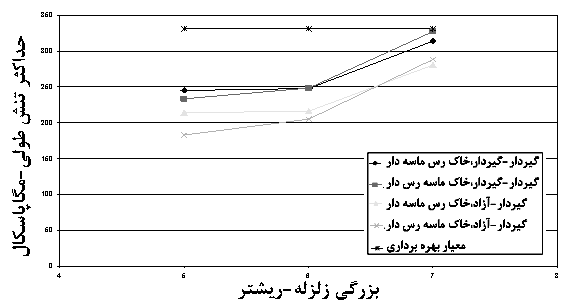 حداکثر تنش طولی-مگاپاسکال
350
300
250
200
150
100
50
0
4
5
6
7
8
بزرگی زلزله-ریشتر
گیردار-گیردار،خاک رس ماسه دار
گیردار-گیردار،خاک ماسه رس دار
گیردار-آزاد،خاک رس ماسه دار
گیردار-آزاد،خاک ماسه رس دار
معیار بهره برداری